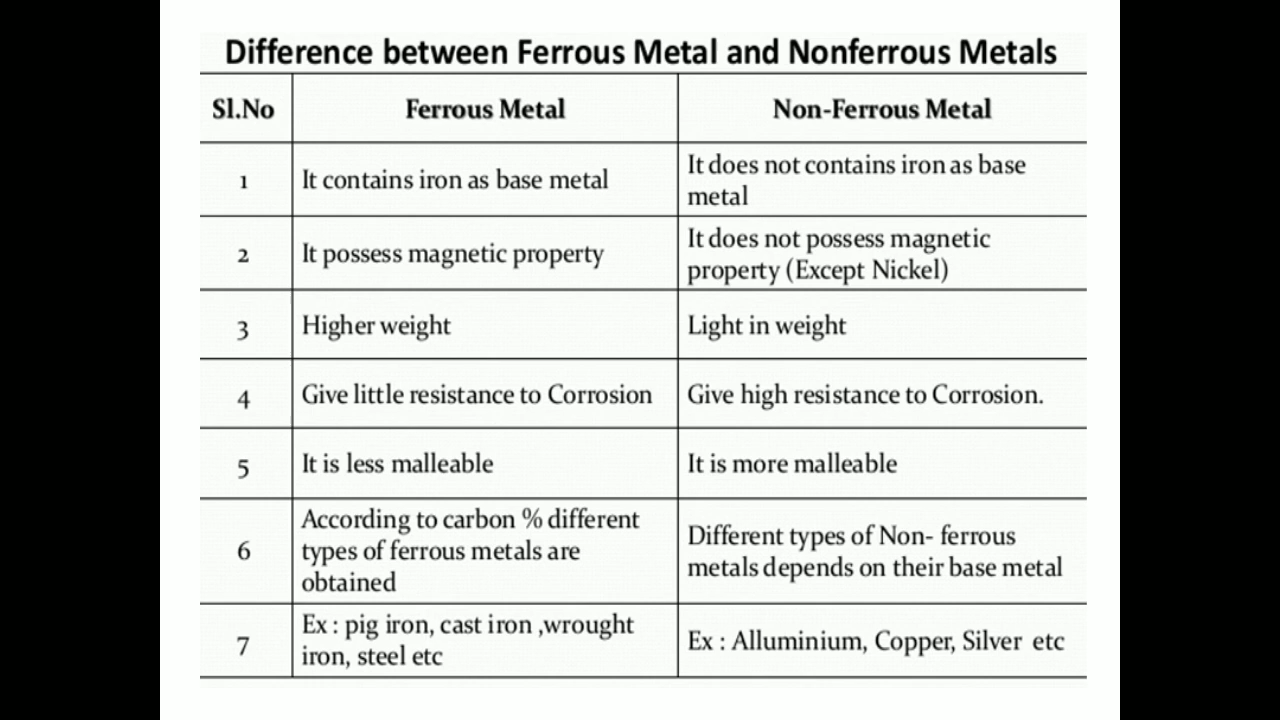 Difference between Ferrous Metal and Nonferrous Metals
Sl.No
Ferrous Metal
Non-Ferrous Metal
1
It contains iron as base metal
It does not contains iron as base
metal
2
It possess magnetic property
It does not possess magnetic
property (Except Nickel)
3
Higher weight
Light in weight
4
Give little resistance to Corrosion
Give high resistance to Corrosion.
5
It is less malleable
It is more malleable
6
According to carbon % different
types of ferrous metals are
obtained
Different types of Non- ferrous
metals depends on their base metal
7
Ex : pig iron, cast iron ,wrought
iron, steel etc
Ex : Alluminium, Copper, Silver etc